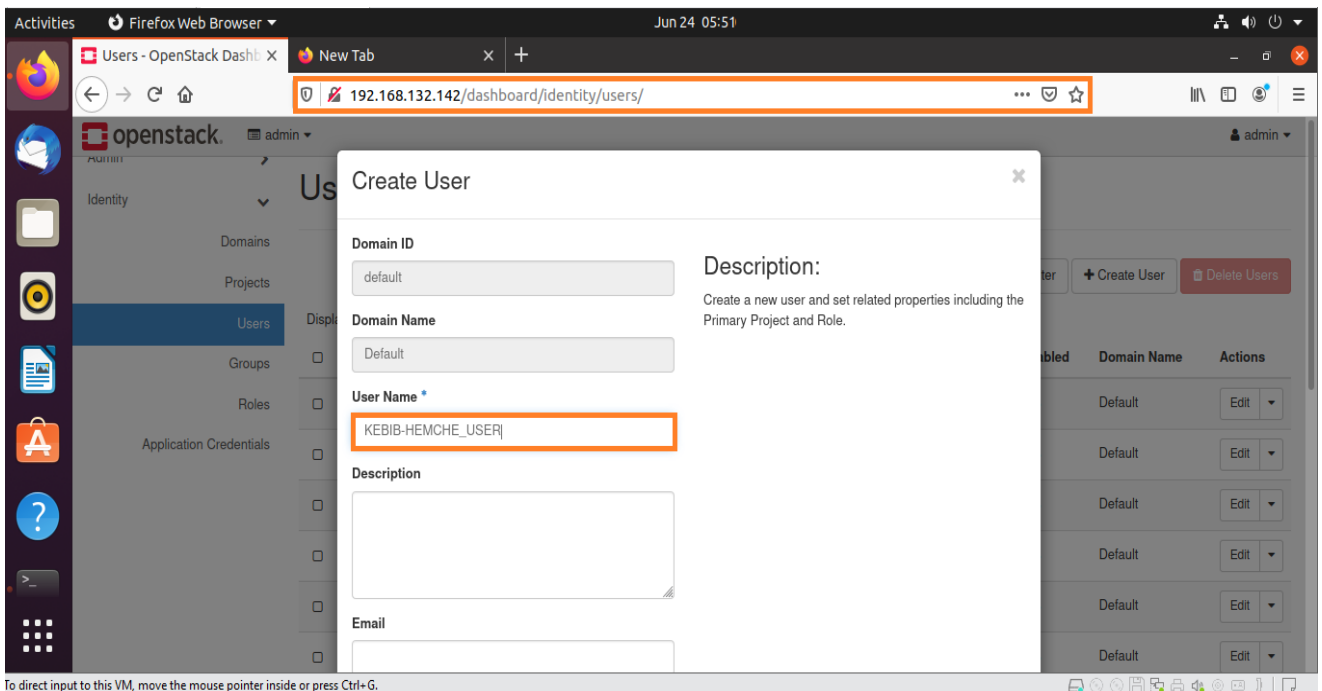 Activities Firefox Web Browser Jun 24 05:51
Users - OpenStack Dashb New Tab
192.168.132.142/dashboard/identity/users/
openstack. admin admin
Admin
Identity
Domains
Projects
Users
Groups
Roles
Application Credentials
Us
+ Create User Delete Users
Displa
Domain Name Actions
Default Edit
Default Edit
Default Edit
Default Edit
Default Edit
Default Edit
Create User
Domain ID
default
Domain Name
Default
User Name *
KEBIB-HEMCHE_USER
Description
Email
Description:
Create a new user and set related properties including the
Primary Project and Role.
To direct input to this VM, move the mouse pointer inside or press Ctrl+G.